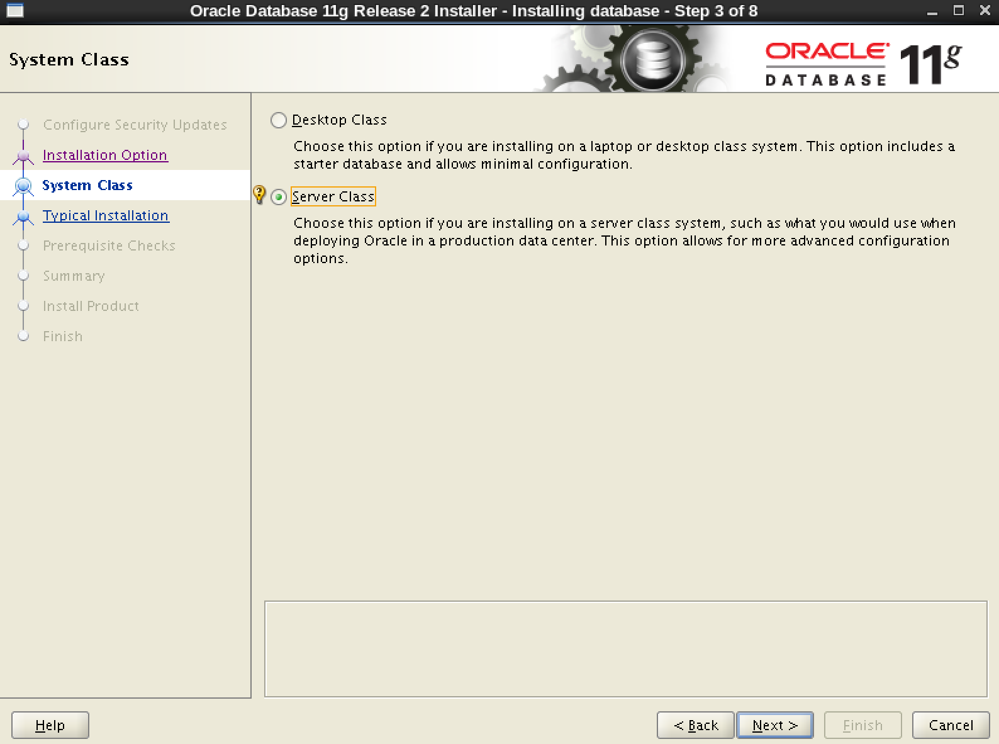 Oracle Database 11g Release 2 Installer - Installing database - Step 3 of 8
System Class
ORACLE
DATABASE
11g
Configure Security Updates
Installation Option
System Class
Typical Installation
Prerequisite Checks
Summary
Install Product
Finish
Desktop Class
Choose this option if you are installing on a laptop or desktop class system. This option includes a
starter database and allows minimal configuration.
Server Class
Choose this option if you are installing on a server class system, such as what you would use when
deploying Oracle in a production data center. This option allows for more advanced configuration
options.
Help
< Back
Next >
Finish
Cancel